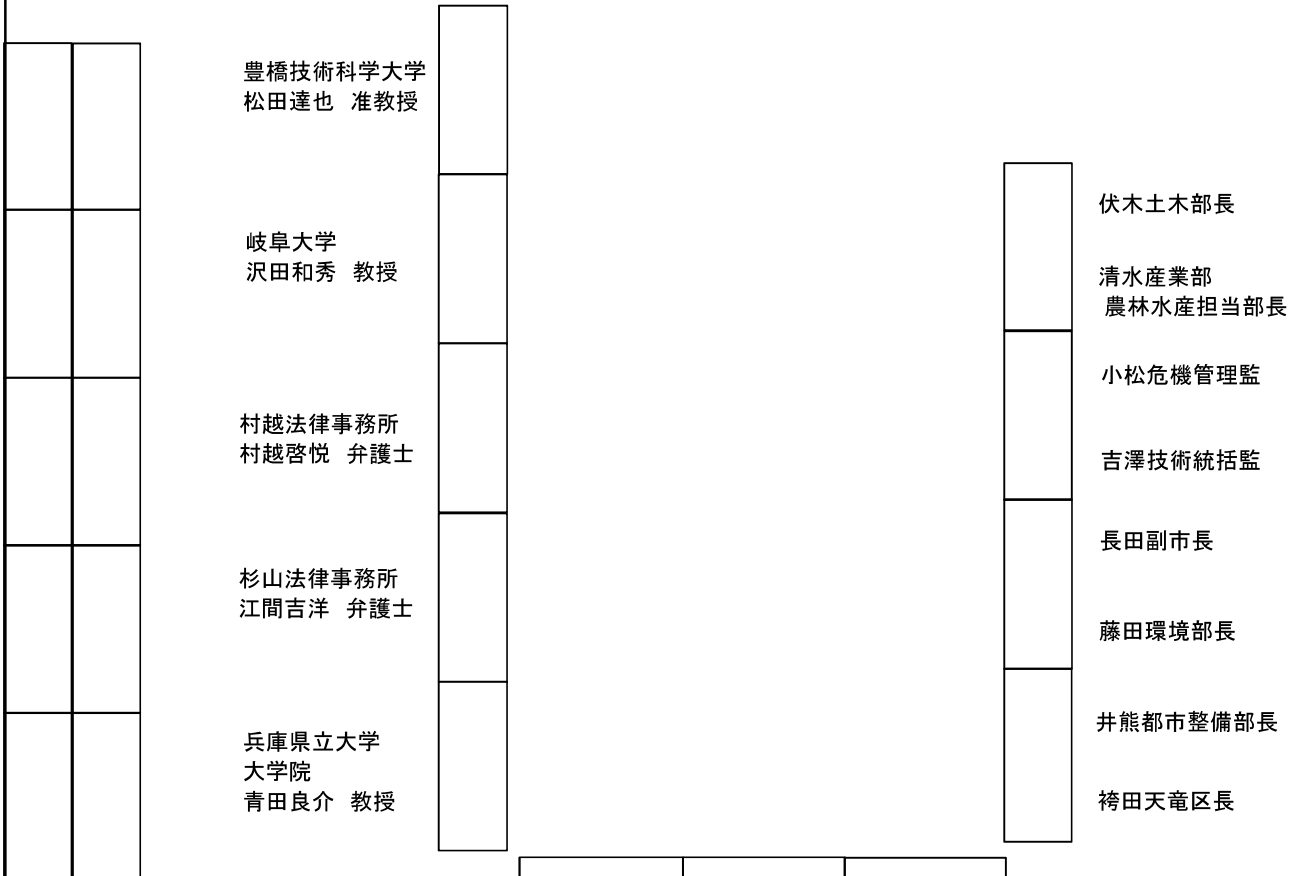 豊橋技術科学大学
松田達也 准教授
岐阜大学
沢田和秀 教授
村越法律事務所
村越啓悦 弁護士
杉山法律事務所
江間吉洋 弁護士
兵庫県立大学
大学院
青田良介 教授
伏木土木部長
清水産業部
農林水産担当部長
小松危機管理監
吉澤技術統括監
長田副市長
藤田環境部長
井熊都市整備部長
袴田天竜区長